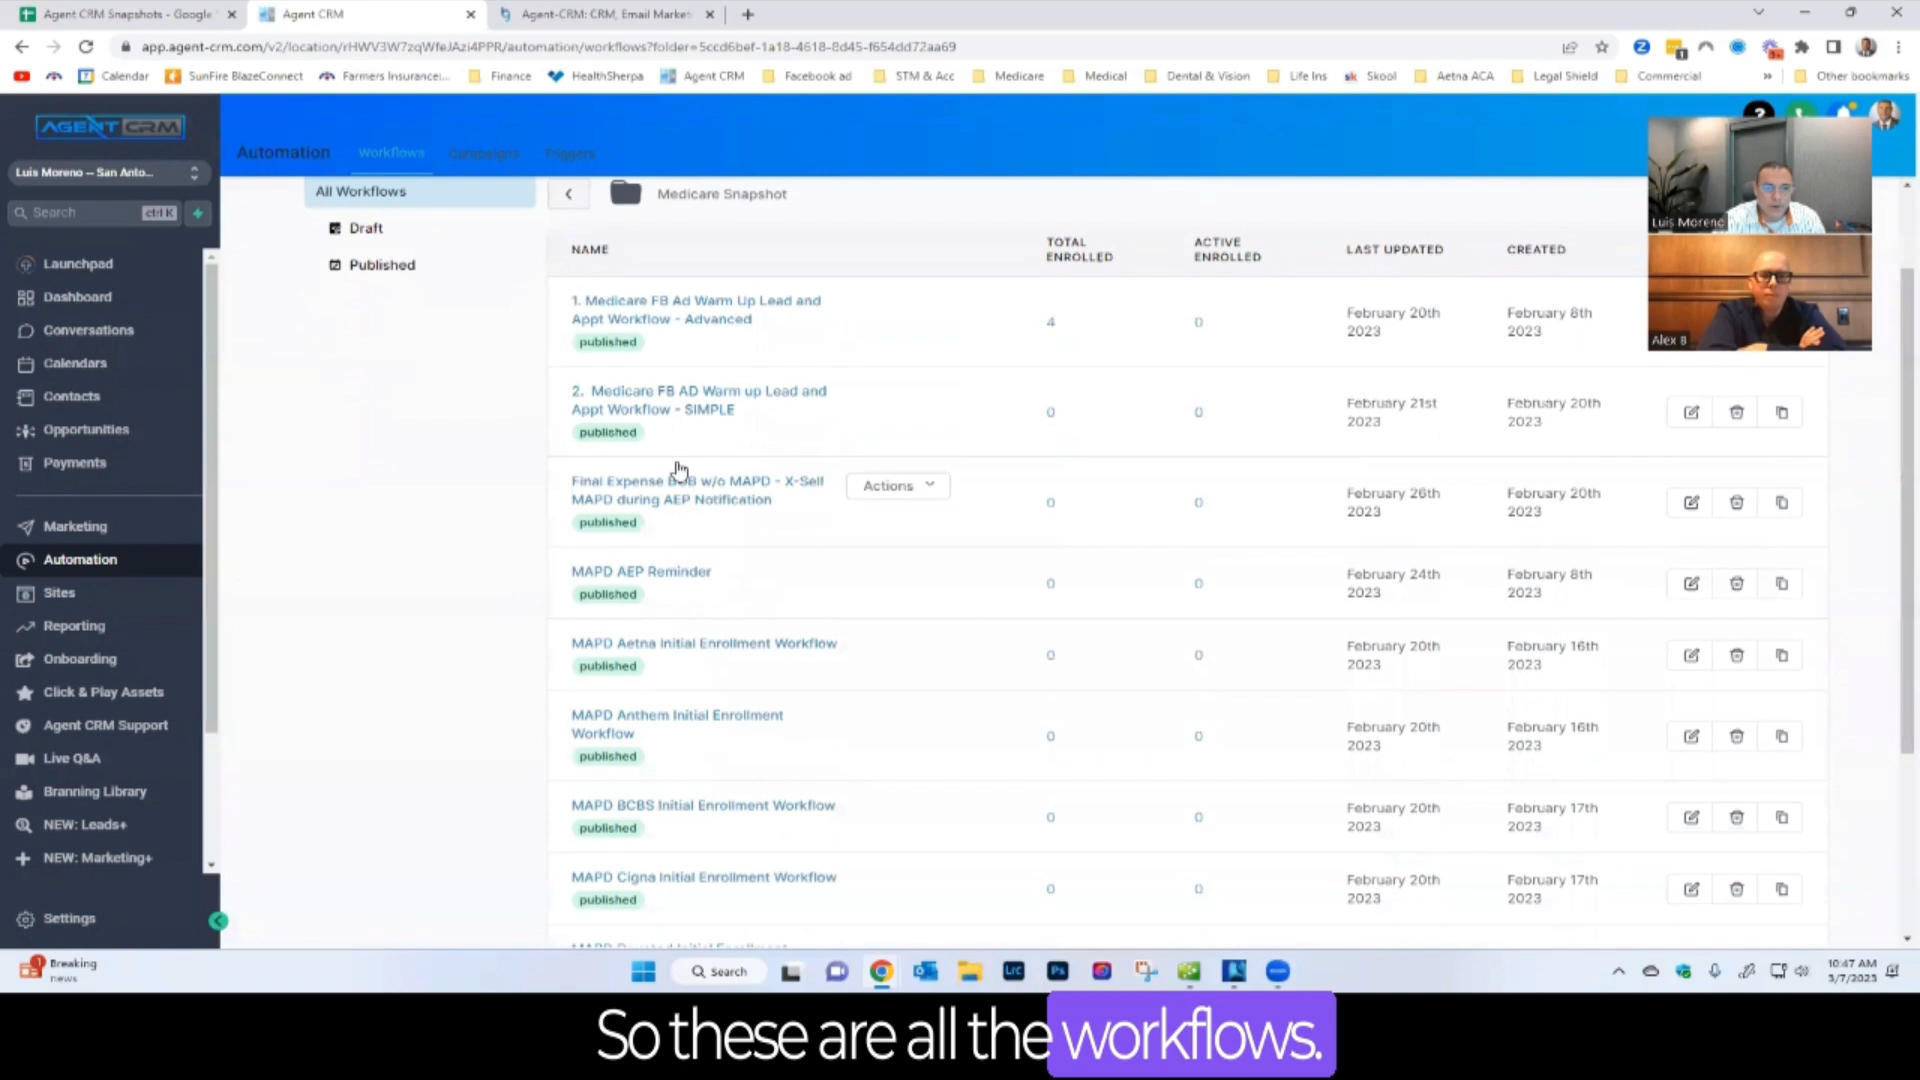 Agent CRM Snapshots - Google
Agent CRM
Agent-CRM: CRM, Email Market
app.agent-crm.com/v2/location/rHWV3W7zqWfeJAzi4PPR/automation/workflows?folder=5ccd6bef-1a18-4618-8d45-f654dd72aa69
Calendar
SunFire BlazeConnect
Farmers Insurance:...
Finance
HealthSherpa
Agent CRM
Facebook ad
STM & Acc
Medicare
Medical
Dental & Vision
Life Ins
sk Skool
Aetna ACA
Legal Shield
Commercial
»
Other bookmarks
AGENT CRM
Luis Moreno -- San Anto...
Search
ctrl K
Launchpad
Dashboard
Conversations
Calendars
Contacts
Opportunities
Payments
Marketing
Automation
Sites
Reporting
Onboarding
Click & Play Assets
Agent CRM Support
Live Q&A
Branning Library
NEW: Leads+
NEW: Marketing+
Settings
Automation
Workflows
Campaigns
Triggers
All Workflows
Draft
Published
Medicare Snapshot
NAME
TOTAL
ENROLLED
ACTIVE
ENROLLED
LAST UPDATED
CREATED
1. Medicare FB Ad Warm Up Lead and
Appt Workflow - Advanced
published
4
0
February 20th
2023
February 8th
2023
2. Medicare FB AD Warm up Lead and
Appt Workflow - SIMPLE
published
0
0
February 21st
2023
February 20th
2023
Final Expense BOB w/o MAPD - X-Sell
MAPD during AEP Notification
published
Actions
0
0
February 26th
2023
February 20th
2023
MAPD AEP Reminder
published
0
0
February 24th
2023
February 8th
2023
MAPD Aetna Initial Enrollment Workflow
published
0
0
February 20th
2023
February 16th
2023
MAPD Anthem Initial Enrollment
Workflow
published
0
0
February 20th
2023
February 16th
2023
MAPD BCBS Initial Enrollment Workflow
published
0
0
February 20th
2023
February 17th
2023
MAPD Cigna Initial Enrollment Workflow
published
0
0
February 20th
2023
February 17th
2023
Luis Moreno
Alex B
Breaking
news
Search
Lrc
Ps
10:47 AM
3/7/2023
So these are all the workflows.